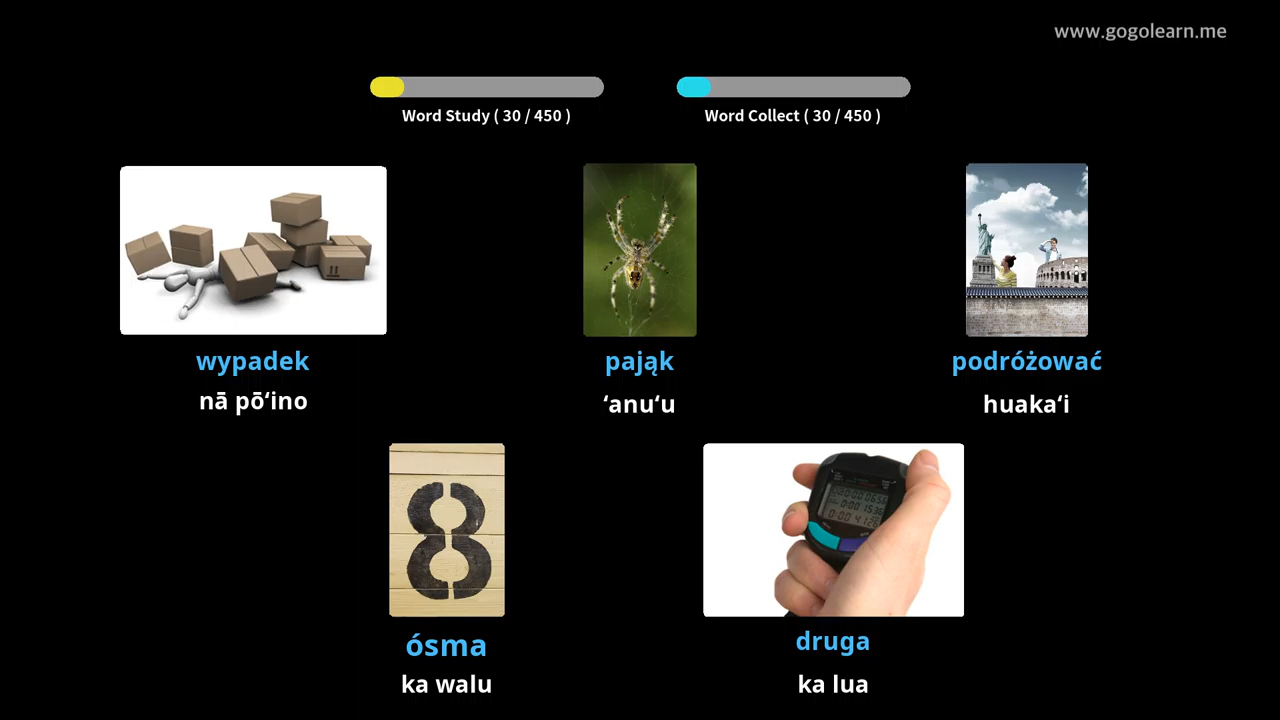 www.gogolearn.me
Word Study ( 30 / 450 )
Word Collect ( 30 / 450 )
wypadek
nā pōʻino
pająk
ʻanuʻu
podróżować
huakaʻi
8
ósma
ka walu
druga
ka lua